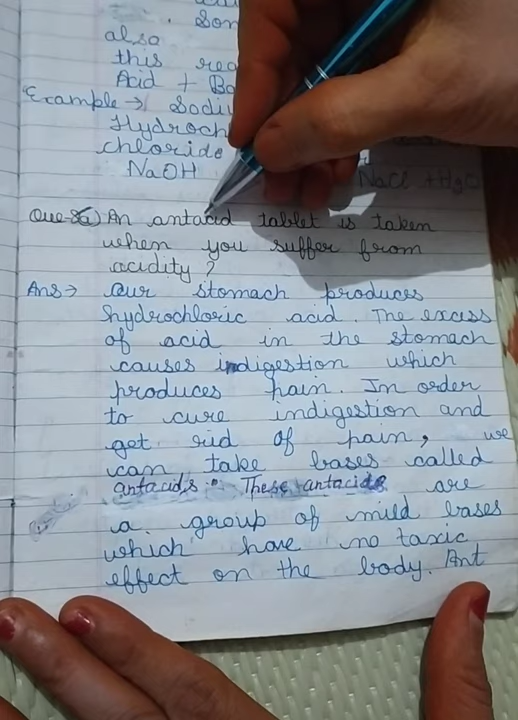 Son
also
this rea
Acid + Ba
Example → Sodi
Hydroch
chloride
NaOH NaCl + H₂O
Que-8(a) An antacid tablet is taken
when you suffer from
acidity?
Ans→ Our stomach produces
hydrochloric acid. The excess
of acid in the stomach
causes indigestion which
produces pain. In order
to cure indigestion and
get rid of pain, we
can take bases called
antacids. These antacids are
a group of mild bases
which have no toxic
effect on the body. Ant